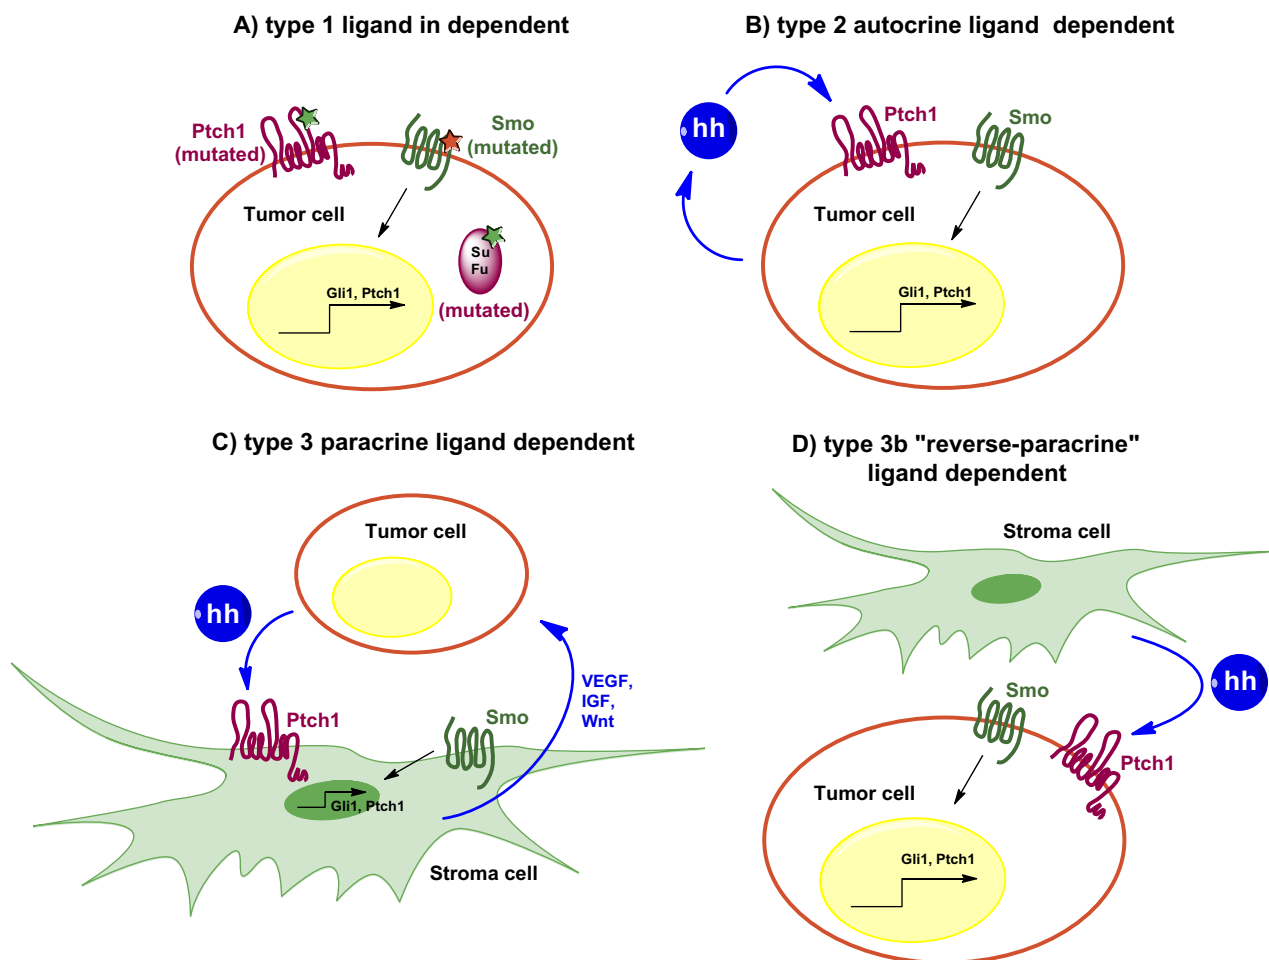 A) type 1 ligand in dependent
Ptch1
(mutated)
Smo
(mutated)
Tumor cell
Su
Fu
(mutated)
Gli1, Ptch1
B) type 2 autocrine ligand  dependent
hh
Ptch1
Smo
Tumor cell
Gli1, Ptch1
C) type 3 paracrine ligand dependent
Tumor cell
hh
VEGF,
IGF,
Wnt
Ptch1
Smo
Gli1, Ptch1
Stroma cell
D) type 3b "reverse-paracrine"
ligand dependent
Stroma cell
hh
Smo
Ptch1
Tumor cell
Gli1, Ptch1